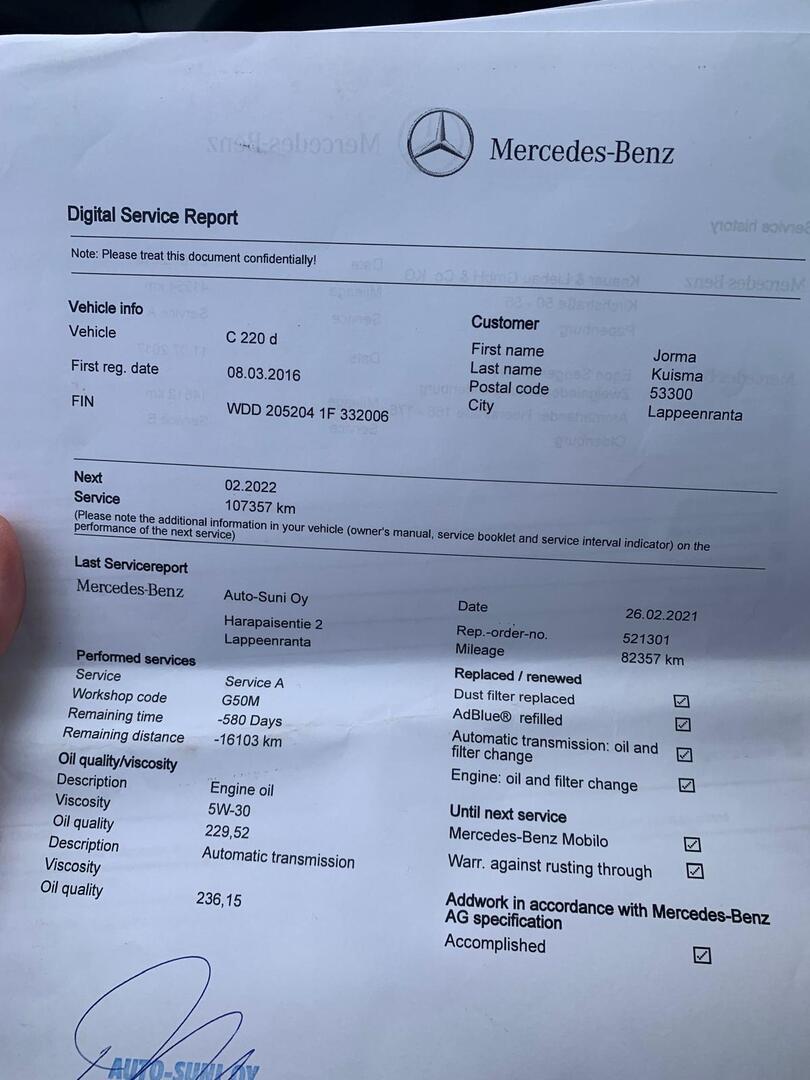 Mercedes-Benz
Digital Service Report
Note: Please treat this document confidentially!
Vehicle info
Vehicle C 220 d
First reg. date 08.03.2016
FIN WDD 205204 1F 332006
Customer
First name Jorma
Last name Kuisma
Postal code 53300
City Lappeenranta
Next 02.2022
Service 107357 km
(Please note the additional information in your vehicle (owner's manual, service booklet and service interval indicator) on the
performance of the next service)
Last Servicereport
Mercedes-Benz Auto-Suni Oy
Harapaisentie 2
Lappeenranta
Date 26.02.2021
Rep.-order-no. 521301
Mileage 82357 km
Performed services
Service Service A
Workshop code G50M
Remaining time -580 Days
Remaining distance -16103 km
Oil quality/viscosity
Description Engine oil
Viscosity 5W-30
Oil quality 229,52
Description Automatic transmission
Viscosity
Oil quality 236,15
Replaced / renewed
Dust filter replaced
AdBlue® refilled
Automatic transmission: oil and
filter change
Engine: oil and filter change
Until next service
Mercedes-Benz Mobilo
Warr. against rusting through
Addwork in accordance with Mercedes-Benz
AG specification
Accomplished
AUTO-SUNI OY